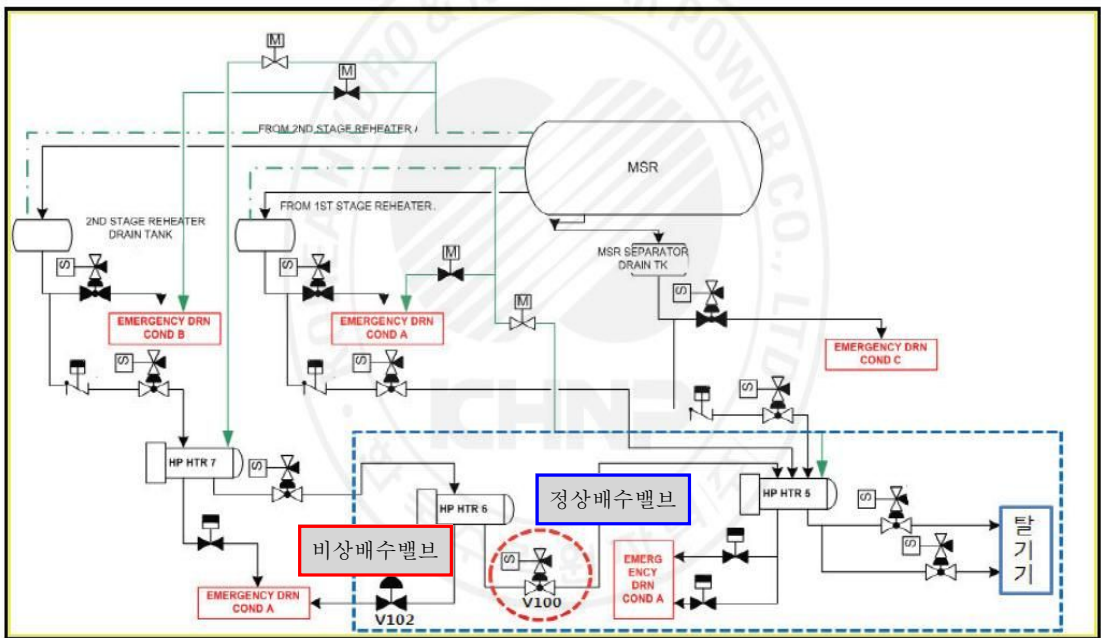 M
M
FROM 2ND STAGE REHEATER /
MSR
FROM 1ST STAGE REHEATER.
2ND STAGE REHEATER
DRAIN TANK
MSR SEPARATOR
DRAIN TK
S
S
M
S
EMERGENCY DRN
COND B
EMERGENCY DRN
COND A
M
EMERGENCY DRN
COND C
S
S
S
HP HTR 7
S
HP HTR 6
정상배수밸브
HP HTR 5
비상배수밸브
S
S
S
탈
기
기
EMERG
ENCY
DRN
COND A
EMERGENCY DRN
COND A
V102
V100
KHNP